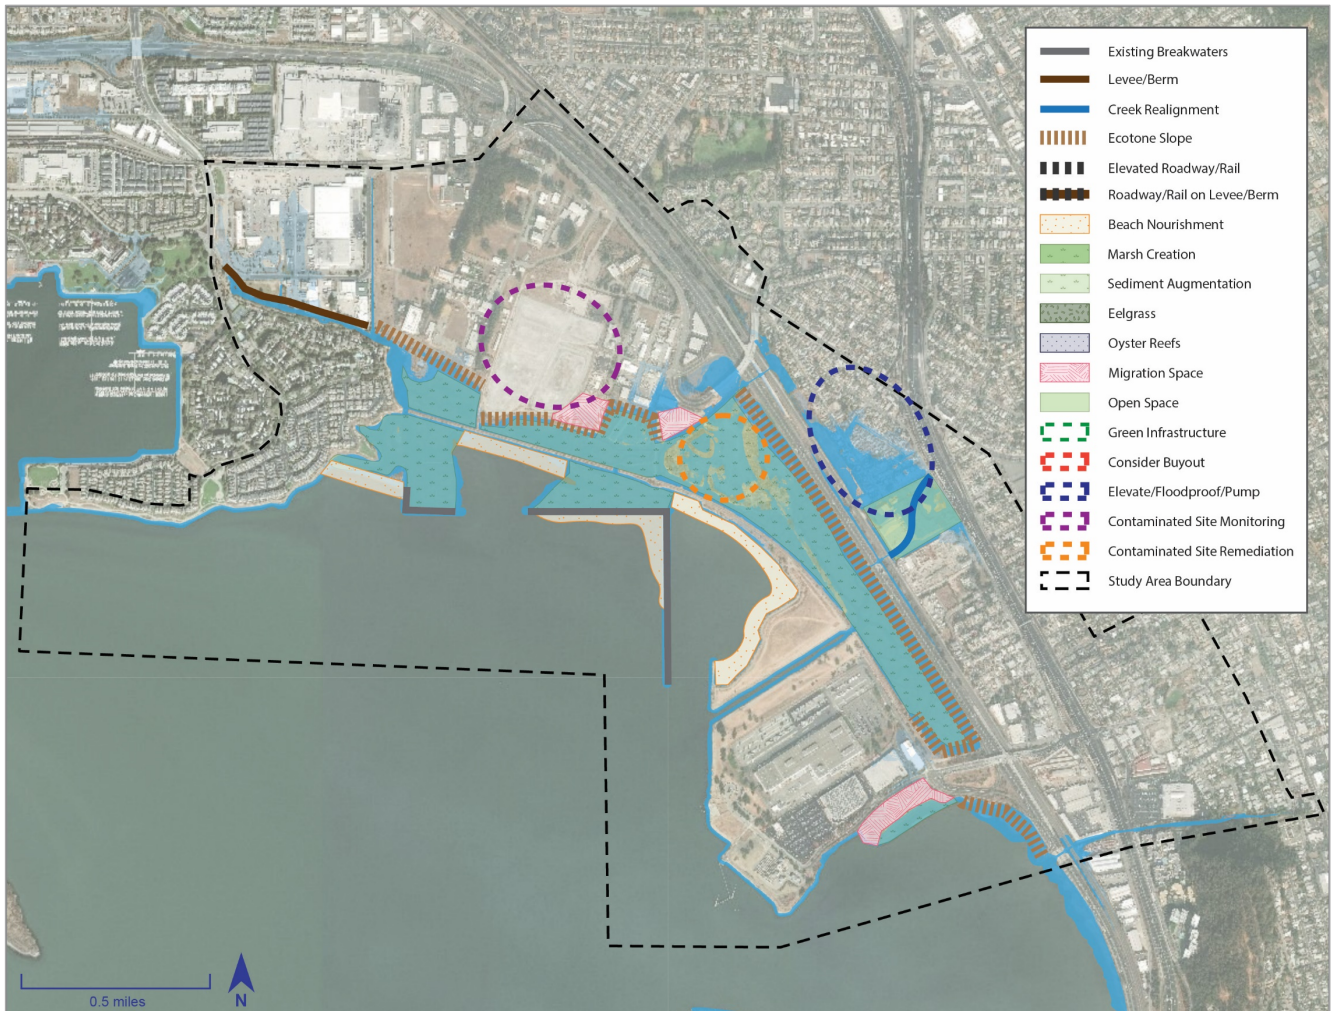 Existing Breakwaters
Levee/Berm
Creek Realignment
Ecotone Slope
Elevated Roadway/Rail
Roadway/Rail on Levee/Berm
Beach Nourishment
Marsh Creation
Sediment Augmentation
Eelgrass
Oyster Reefs
Migration Space
Open Space
Green Infrastructure
Consider Buyout
Elevate/Floodproof/Pump
Contaminated Site Monitoring
Contaminated Site Remediation
Study Area Boundary
0.5 miles
N